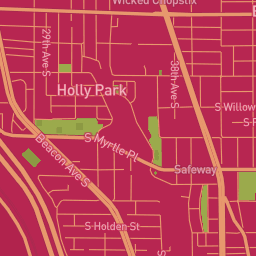 Wicked Chopstix
29th Ave S
38th Ave S
Holly Park
S Willow
S Myrtle Pl
Beacon Ave S
Safeway
S Holden St